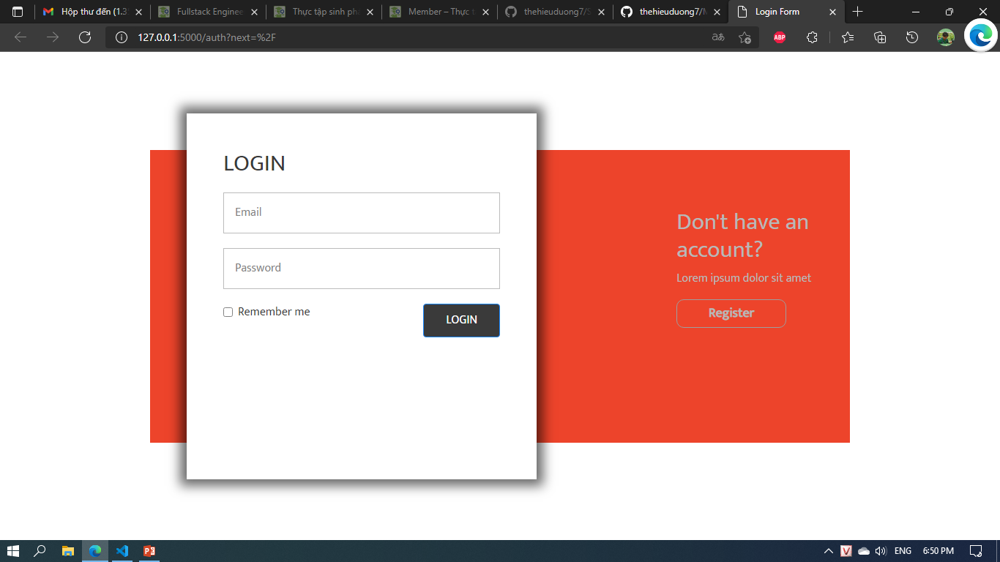 Hộp thư đến (1.3
Fullstack Enginee
Thực tập sinh ph
Member – Thực t
thehieuduong7/S
thehieuduong7/M
Login Form
127.0.0.1:5000/auth?next=%2F
aあ
ABP
LOGIN
Email
Password
Remember me
LOGIN
Don't have an
account?
Lorem ipsum dolor sit amet
Register
V
ENG
6:50 PM